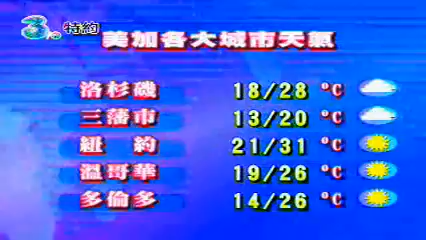 3 特約
美加各大城市天氣
洛杉磯 18/28 °C
三藩市 13/20 °C
紐約 21/31 °C
溫哥華 19/26 °C
多倫多 14/26 °C